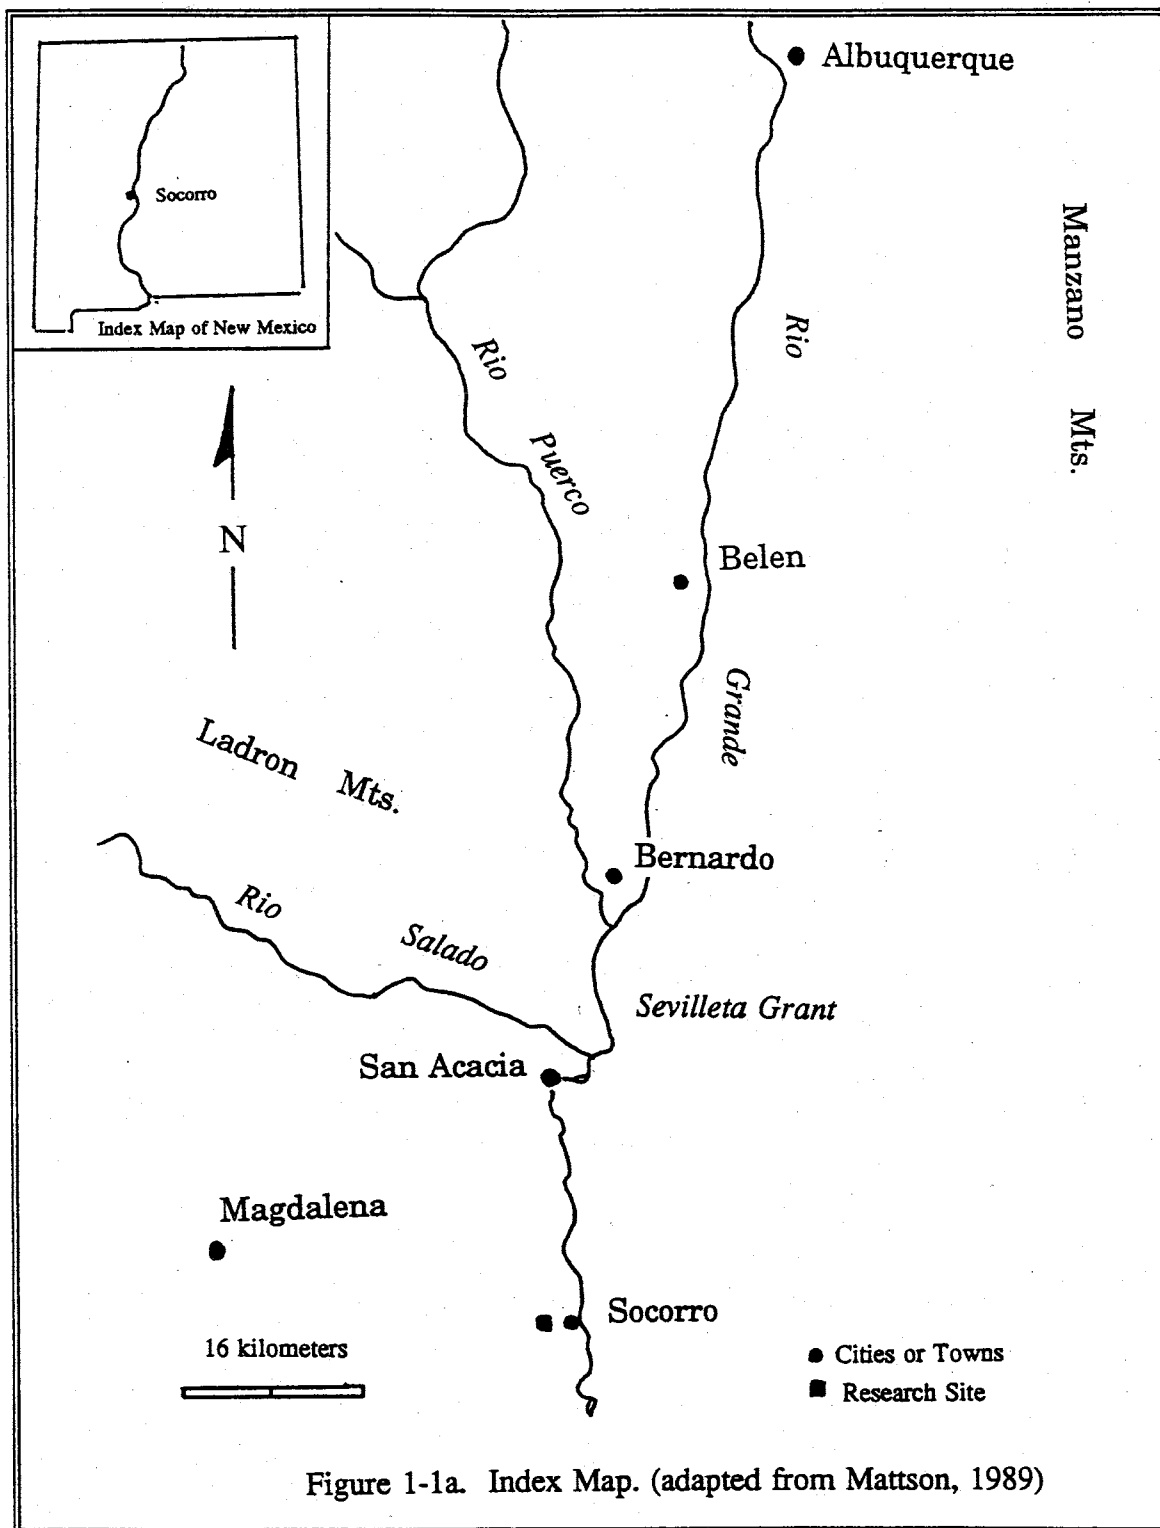 Socorro
Index Map of New Mexico
Albuquerque
Manzano Mts.
Rio
Grande
Rio
Puerco
N
Belen
Ladron Mts.
Bernardo
Rio
Salado
Sevilleta Grant
San Acacia
Magdalena
Socorro
16 kilometers
Cities or Towns
Research Site
Figure 1-1a. Index Map. (adapted from Mattson, 1989)